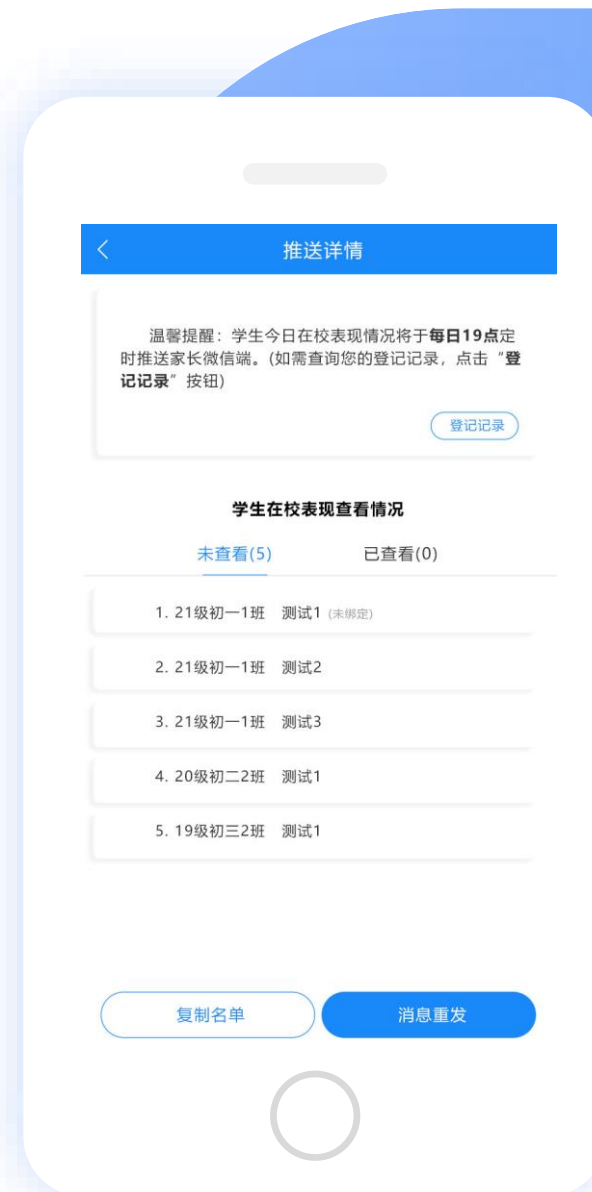 推送详情
温馨提醒：学生今日在校表现情况将于每日19点定
时推送家长微信端。(如需查询您的登记记录，点击“登
记记录”按钮)
登记记录
学生在校表现查看情况
未查看(5) 已查看(0)
1. 21级初一1班 测试1 (未绑定)
2. 21级初一1班 测试2
3. 21级初一1班 测试3
4. 20级初二2班 测试1
5. 19级初三2班 测试1
复制名单 消息重发